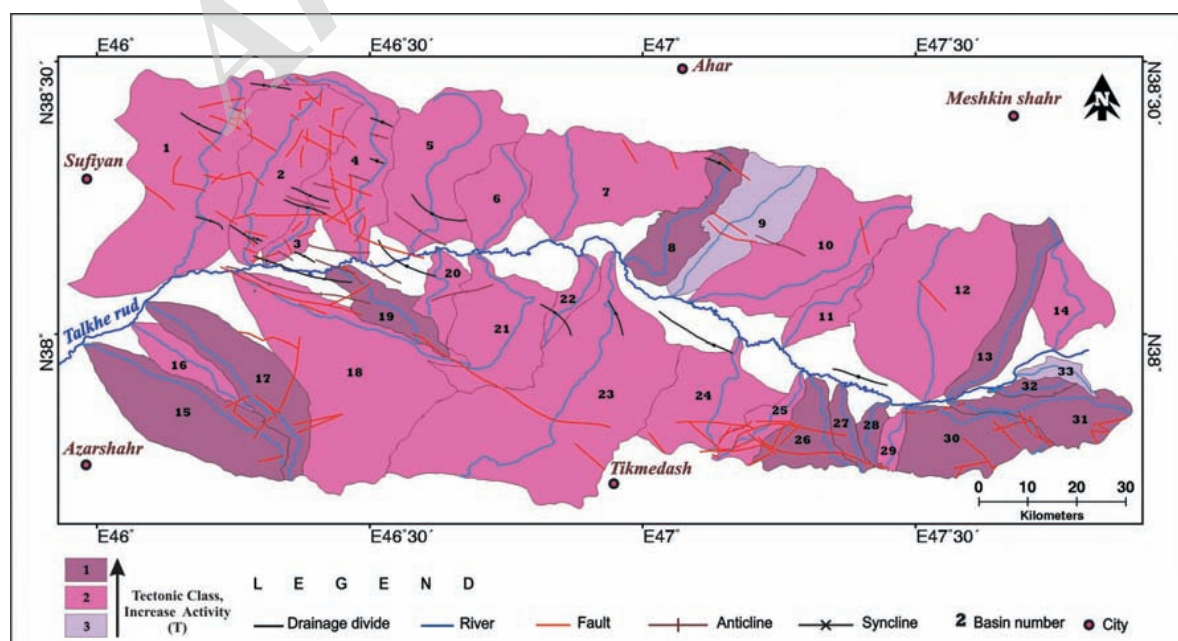 E46° E46°30' E47° E47°30'
N38°30' N38°30'
Ahar
Meshkin shahr
Sufiyan
N
1
2
3
4
5
6
7
8
9
10
11
12
13
14
Talkhe rud
N38° N38°
15
16
17
18
19
20
21
22
23
24
25
26
27
28
29
30
31
32
33
Azarshahr
Tikmedash
0 10 20 30
Kilometers
E46° E46°30' E47° E47°30'
1
2
3
Tectonic Class,
Increase Activity
(T)
L E G E N D
Drainage divide River Fault Anticline Syncline 2 Basin number City